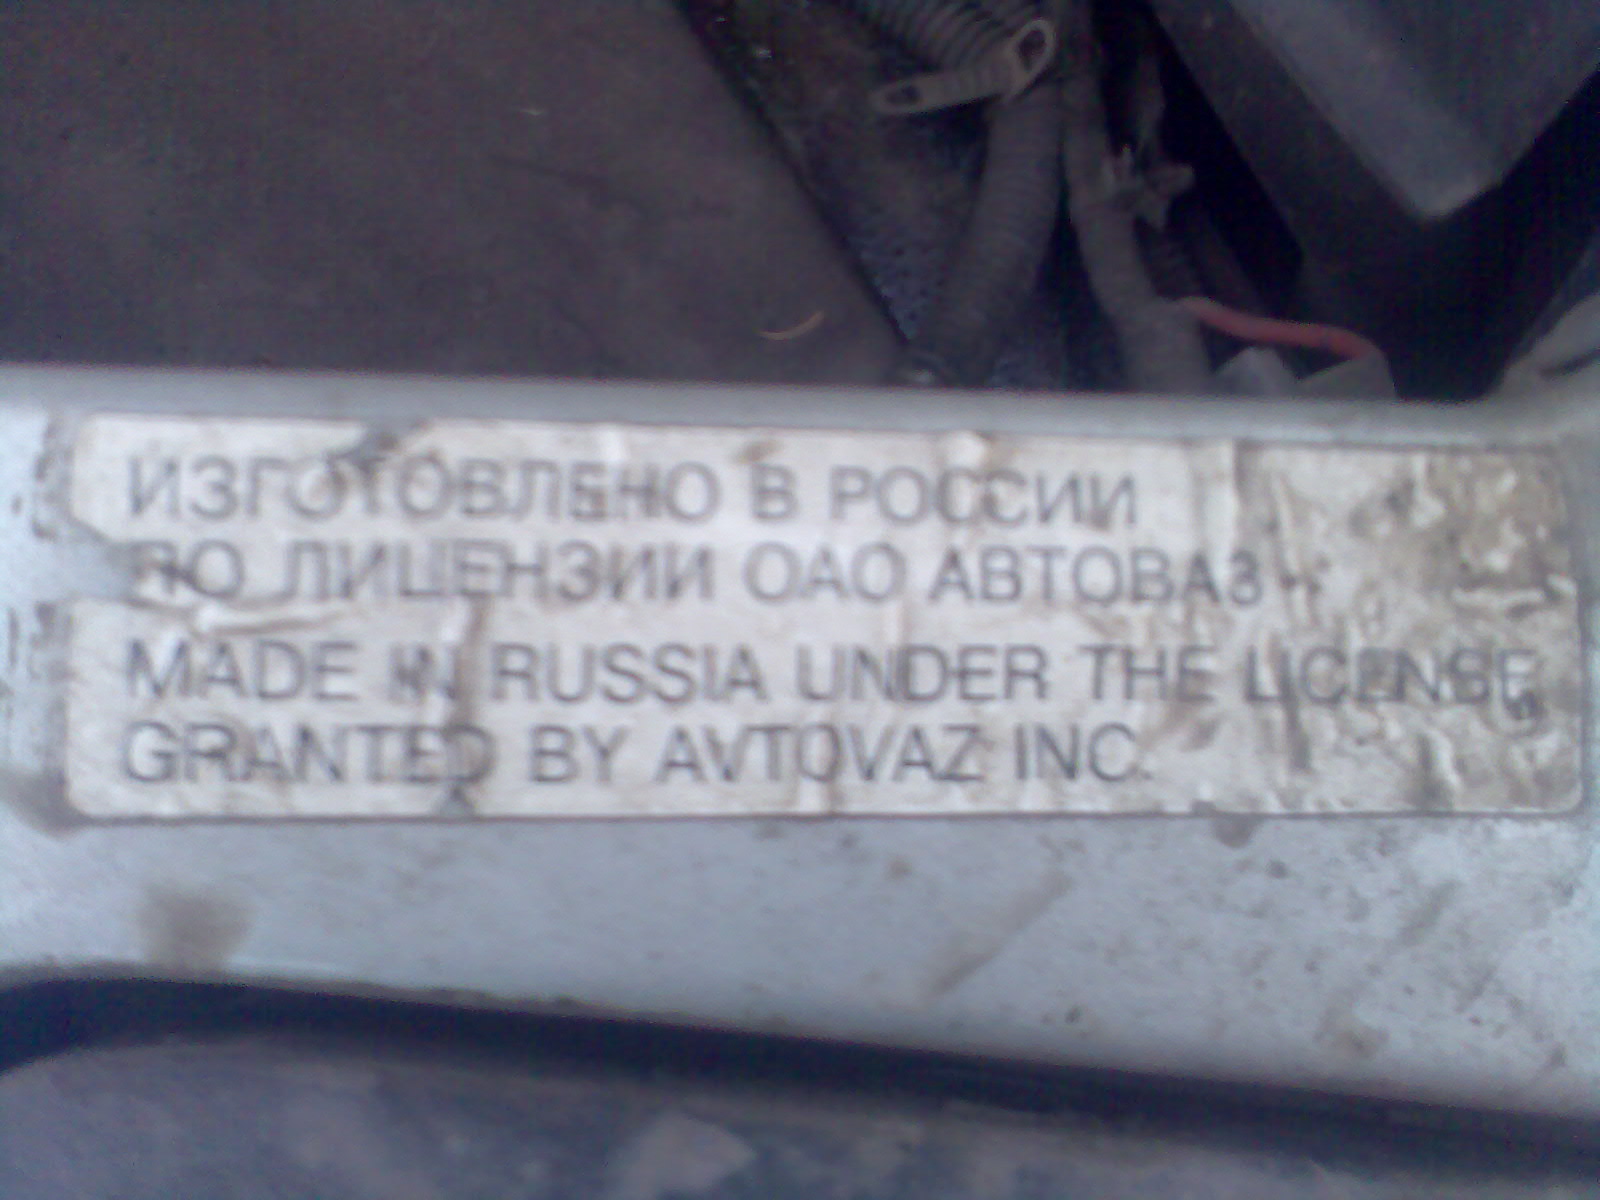 ИЗГОТОВЛЕНО В РОССИИ
ПО ЛИЦЕНЗИИ ОАО АВТОВАЗ
MADE IN RUSSIA UNDER THE LICENSE
GRANTED BY AVTOVAZ INC.